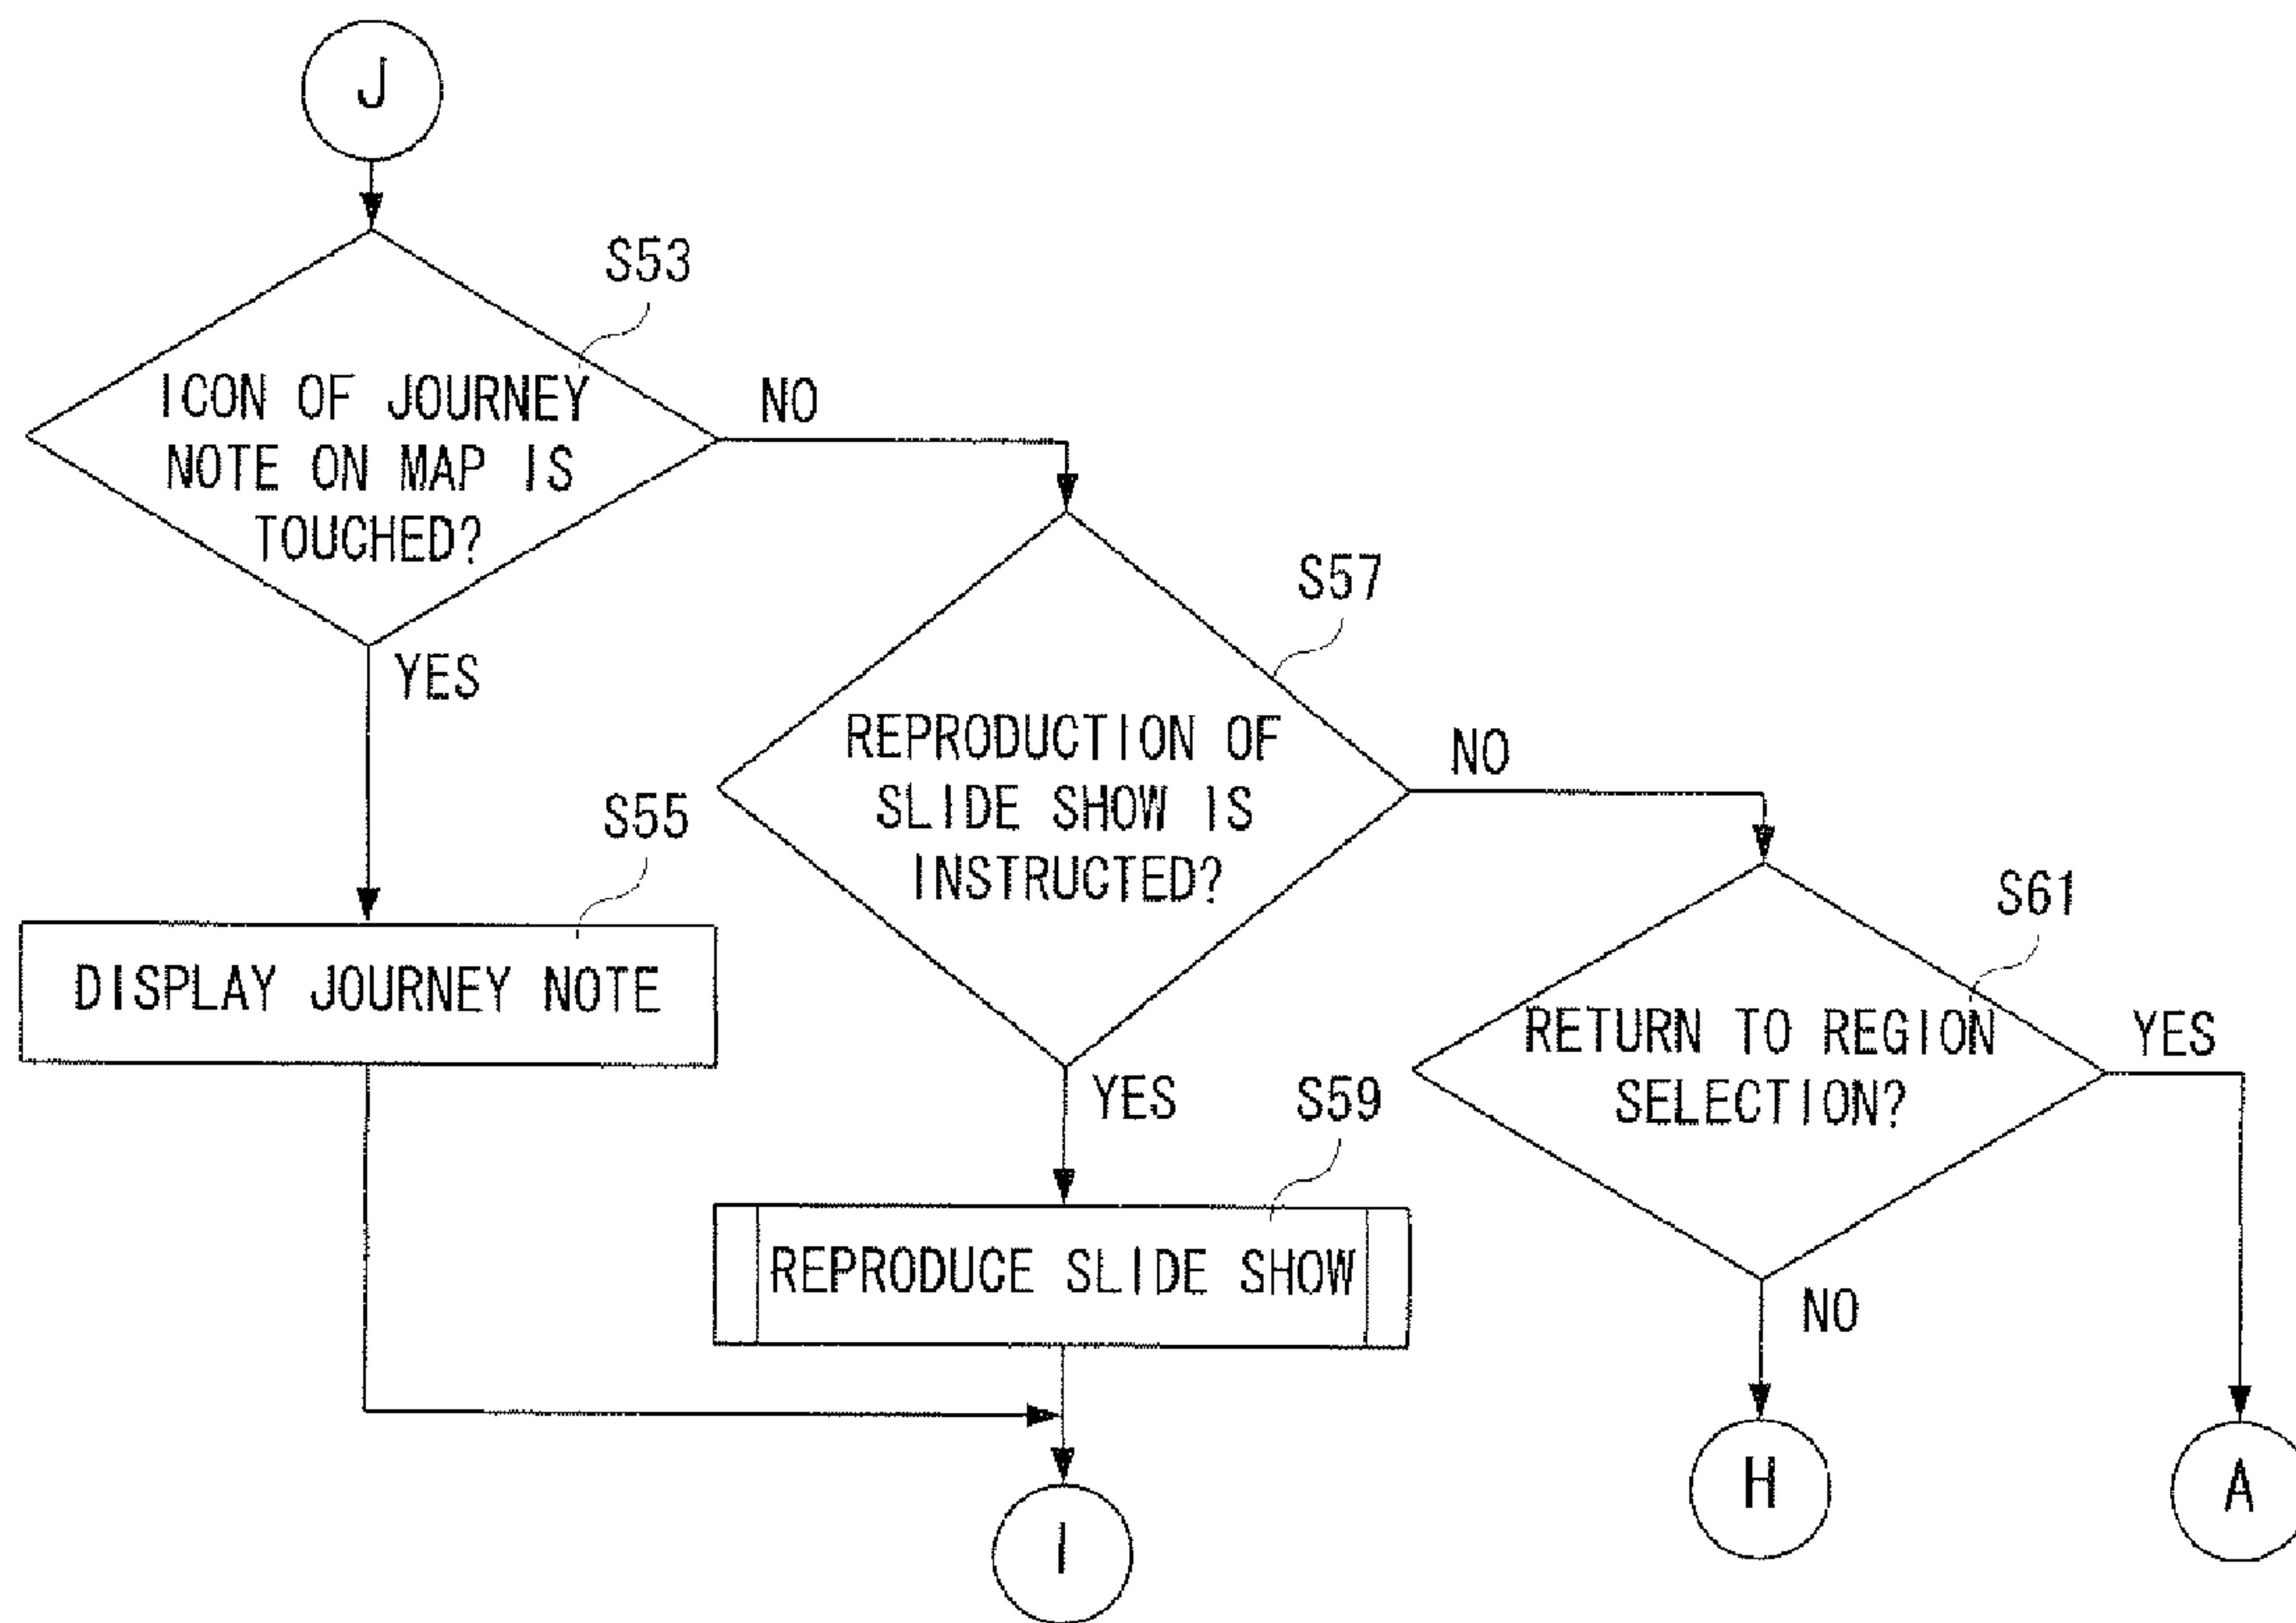 J
S53
ICON OF JOURNEY
NOTE ON MAP IS
TOUCHED?
NO
YES
S57
REPRODUCTION OF
SLIDE SHOW IS
INSTRUCTED?
NO
YES
S55
DISPLAY JOURNEY NOTE
S61
RETURN TO REGION
SELECTION?
YES
NO
S59
REPRODUCE SLIDE SHOW
I
H
A